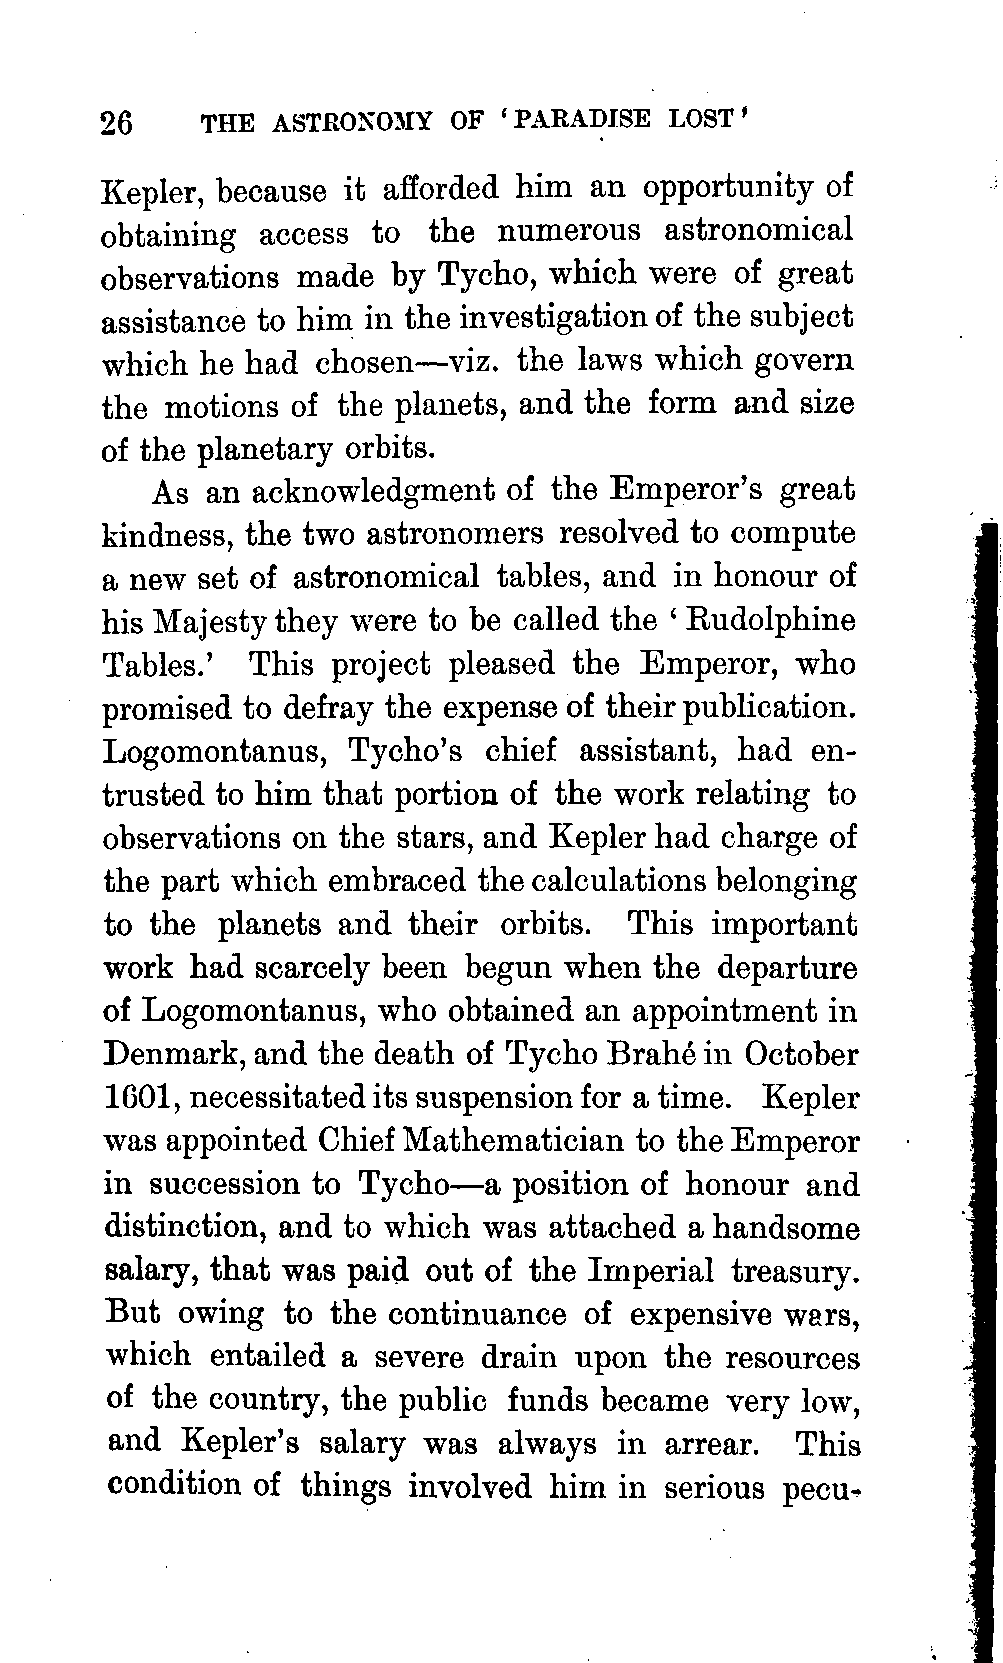 26 THE ASTRONOMY OF ‘PARADISE LOST’
Kepler, because it afforded him an opportunity of
obtaining access to the numerous astronomical
observations made by Tycho, which were of great
assistance to him in the investigation of the subject
which he had chosen—viz. the laws which govern
the motions of the planets, and the form and size
of the planetary orbits.
As an acknowledgment of the Emperor’s great
kindness, the two astronomers resolved to compute
a new set of astronomical tables, and in honour of
his Majesty they were to be called the ‘Rudolphine
Tables.’ This project pleased the Emperor, who
promised to defray the expense of their publication.
Logomontanus, Tycho’s chief assistant, had en-
trusted to him that portion of the work relating to
observations on the stars, and Kepler had charge of
the part which embraced the calculations belonging
to the planets and their orbits. This important
work had scarcely been begun when the departure
of Logomontanus, who obtained an appointment in
Denmark, and the death of Tycho Brahé in October
1601, necessitated its suspension for a time. Kepler
was appointed Chief Mathematician to the Emperor
in succession to Tycho—a position of honour and
distinction, and to which was attached a handsome
salary, that was paid out of the Imperial treasury.
But owing to the continuance of expensive wars,
which entailed a severe drain upon the resources
of the country, the public funds became very low,
and Kepler’s salary was always in arrear. This
condition of things involved him in serious pecu-